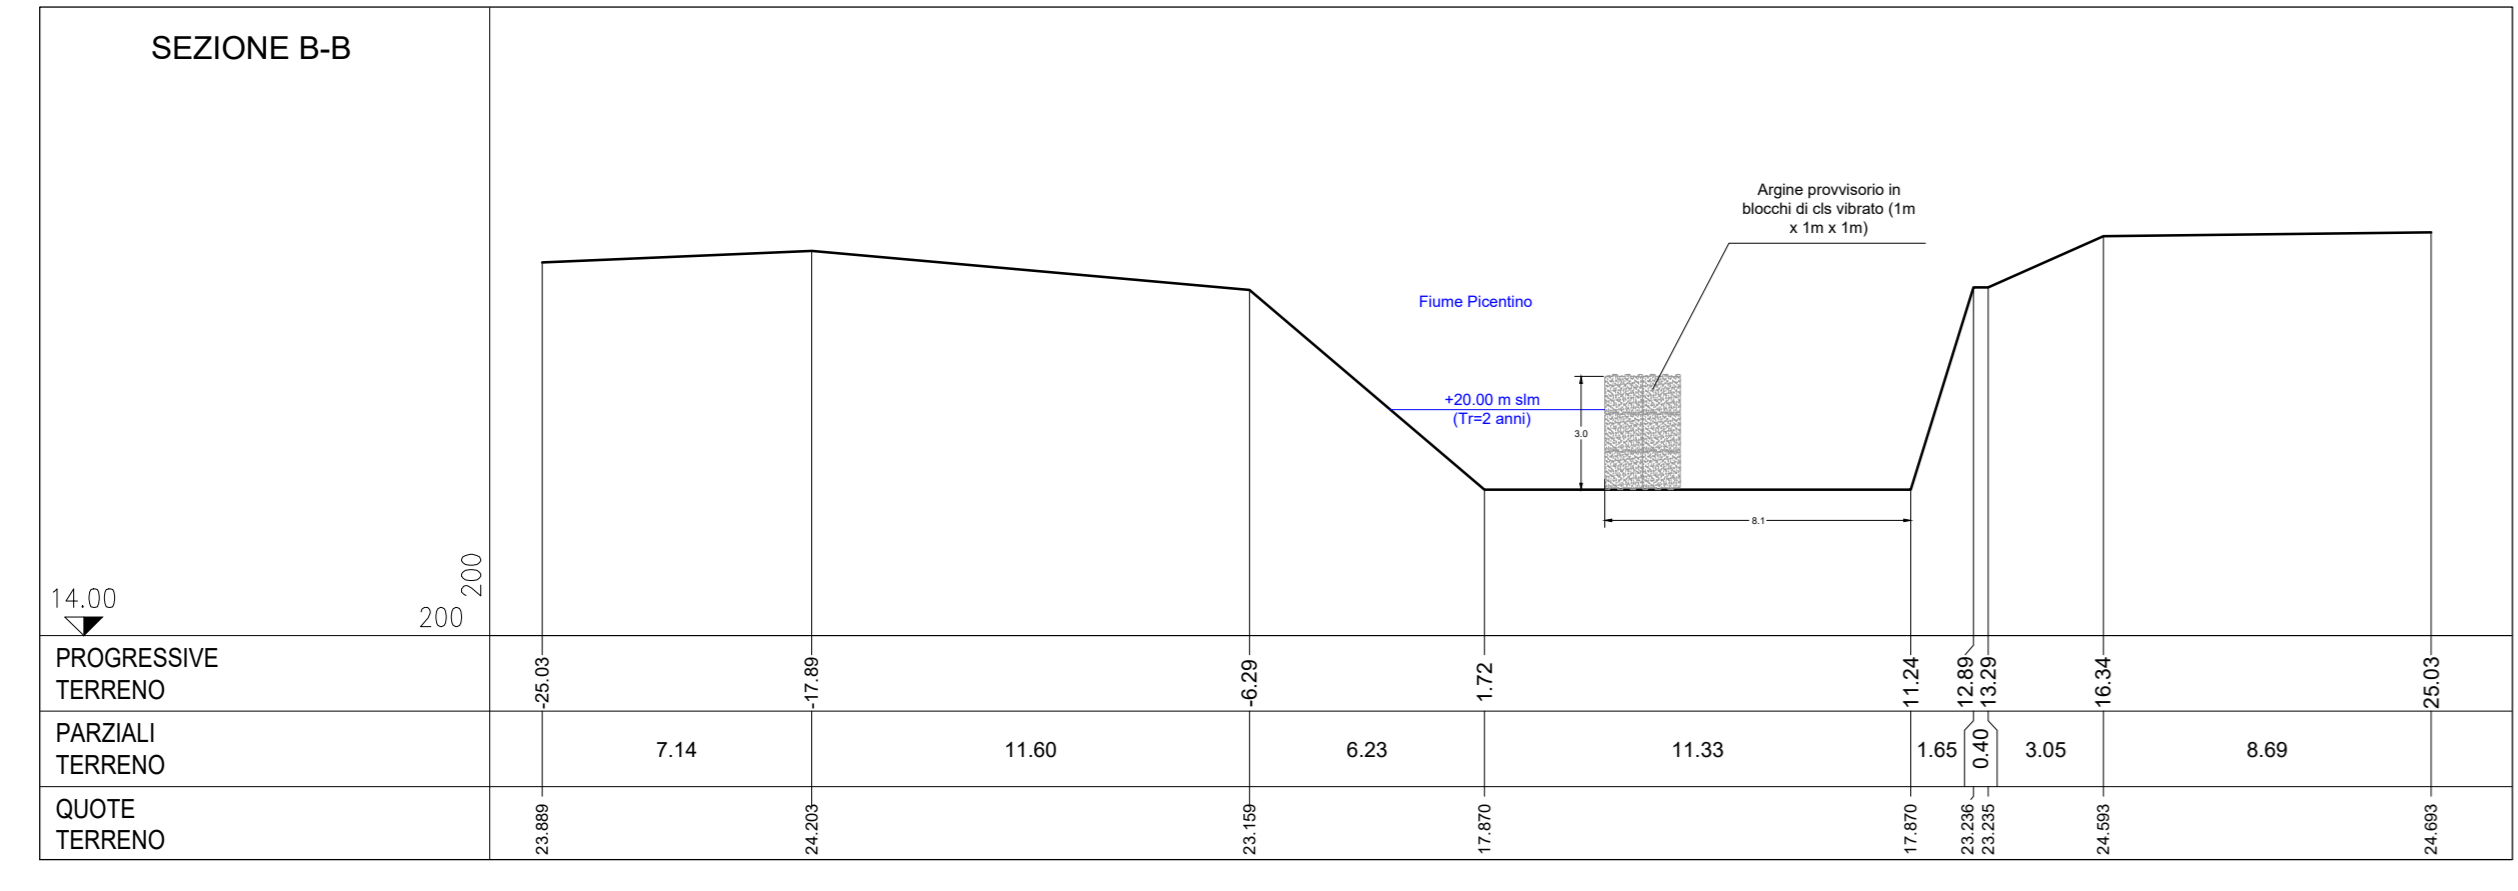 SEZIONE B-B
Argine provvisorio in
blocchi di cls vibrato (1m
x 1m x 1m)
Fiume Picentino
+20.00 m slm
(Tr=2 anni)
3.0
8.1
14.00
200
200
PROGRESSIVE
TERRENO
-25.03
-17.89
-6.29
1.72
11.24
12.89
13.29
16.34
25.03
PARZIALI
TERRENO
7.14
11.60
6.23
11.33
1.65
0.40
3.05
8.69
QUOTE
TERRENO
23.889
24.203
23.159
17.870
17.870
23.236
23.235
24.593
24.693